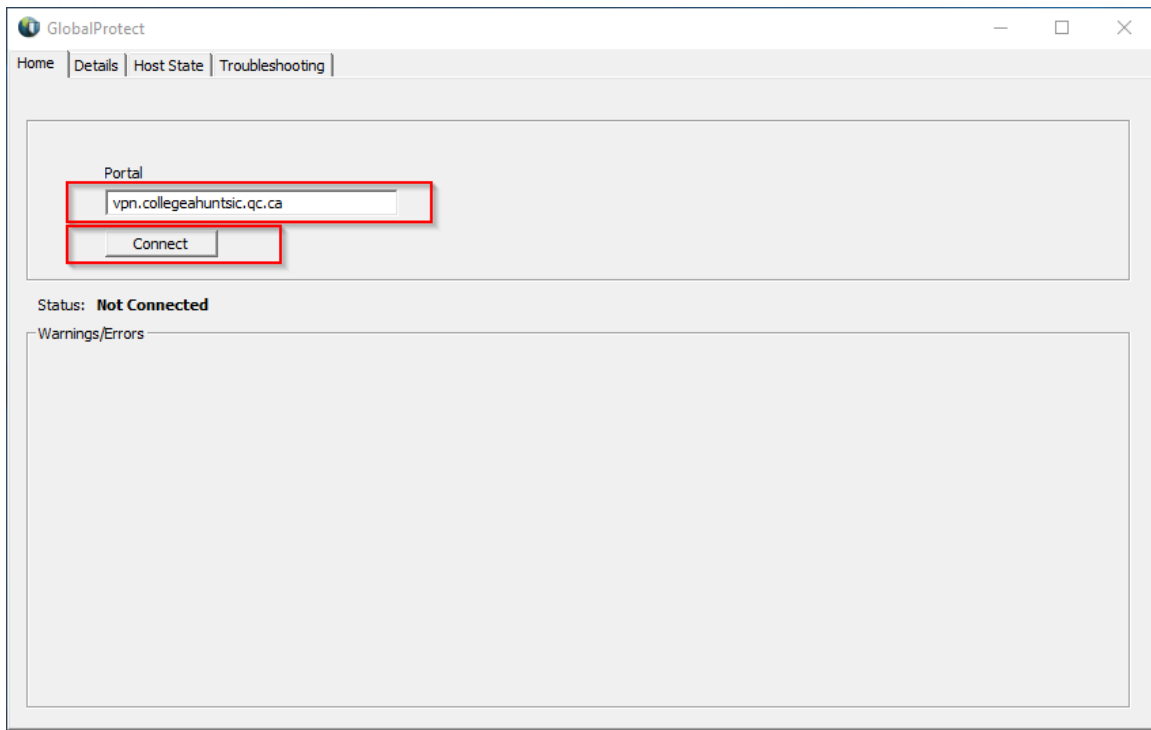 GlobalProtect
Home Details Host State Troubleshooting
Portal
vpn.collegeahuntsic.qc.ca
Connect
Status: Not Connected
Warnings/Errors